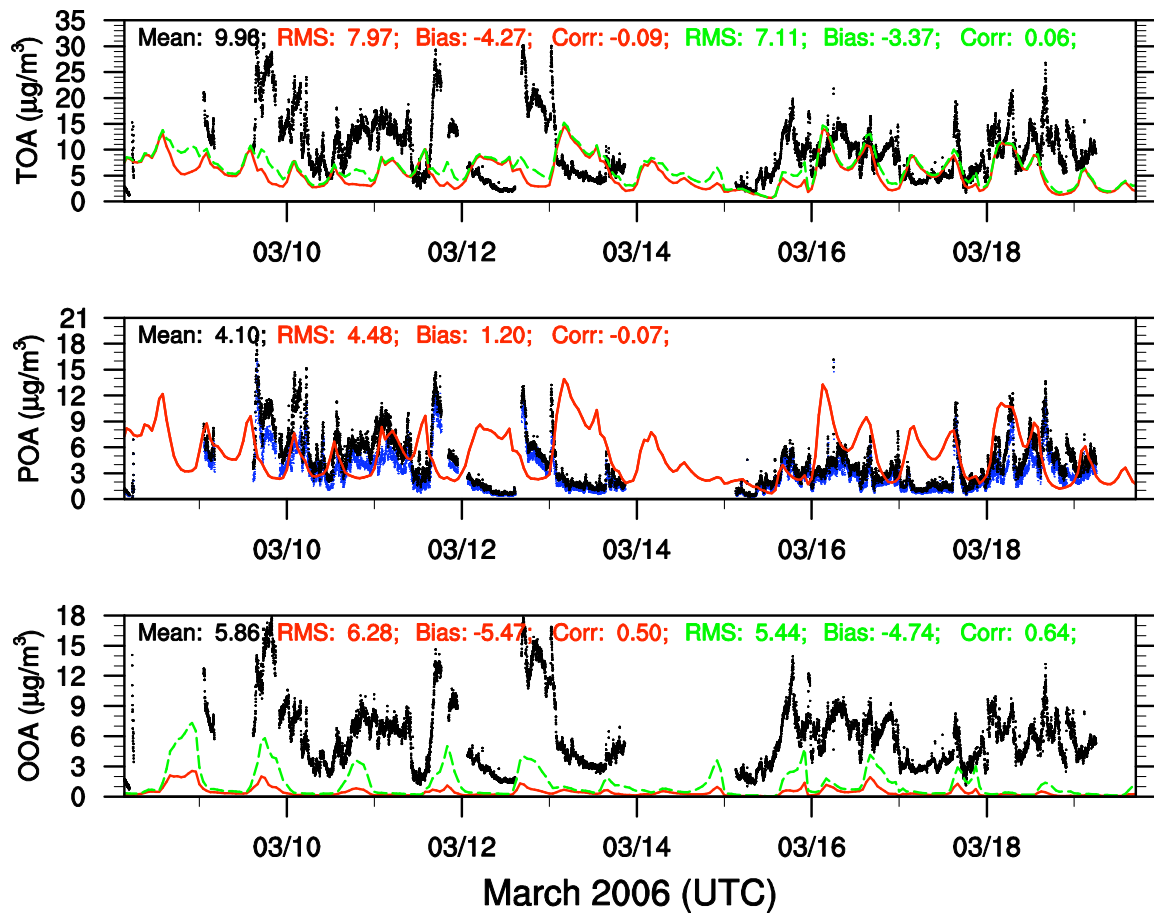 TOA (µg/m³)
35
30
25
20
15
10
5
0
Mean: 9.96; RMS: 7.97; Bias: -4.27; Corr: -0.09; RMS: 7.11; Bias: -3.37; Corr: 0.06;
03/10 03/12 03/14 03/16 03/18
POA (µg/m³)
21
18
15
12
9
6
3
0
Mean: 4.10; RMS: 4.48; Bias: 1.20; Corr: -0.07;
03/10 03/12 03/14 03/16 03/18
OOA (µg/m³)
18
15
12
9
6
3
0
Mean: 5.86; RMS: 6.28; Bias: -5.47; Corr: 0.50; RMS: 5.44; Bias: -4.74; Corr: 0.64;
03/10 03/12 03/14 03/16 03/18
March 2006 (UTC)